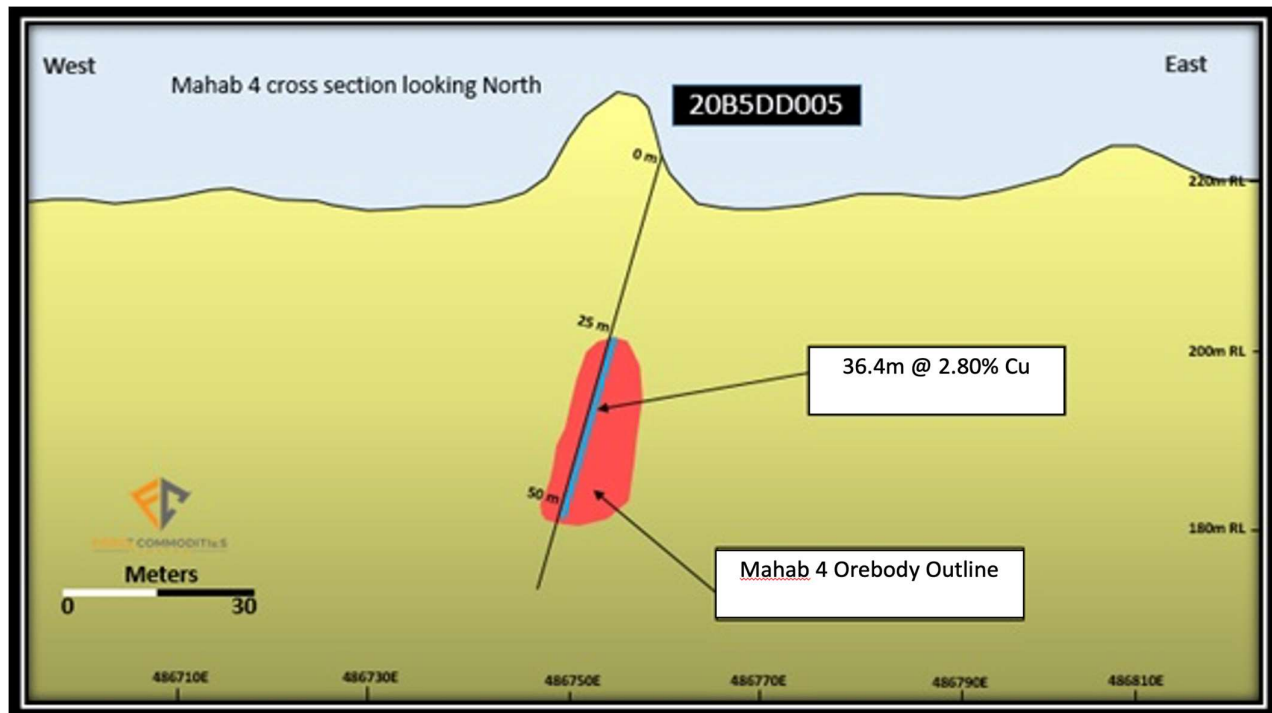 West
East
Mahab 4 cross section looking North
20B5DD005
0 m
220m RL
25 m
200m RL
36.4m @ 2.80% Cu
50 m
180m RL
COMMODITIES
Mahab 4 Orebody Outline
Meters
0 30
486710E 486730E 486750E 486770E 486790E 486810E